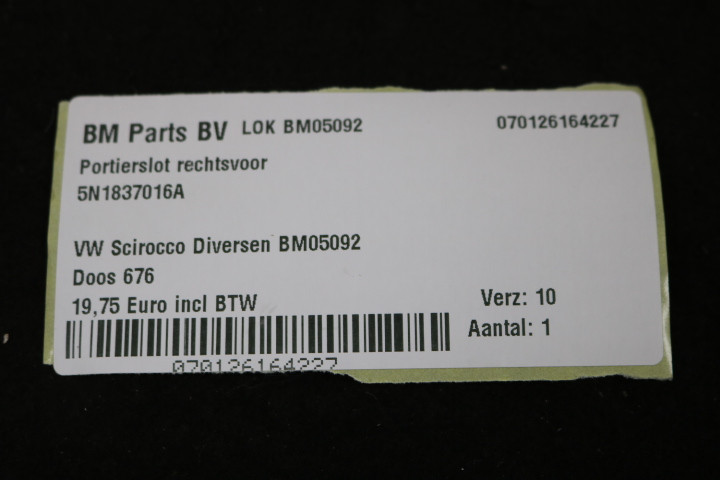 BM Parts BV LOK BM05092 070126164227
Portierslot rechtsvoor
5N1837016A
VW Scirocco Diversen BM05092
Doos 676
19,75 Euro incl BTW Verz: 10
Aantal: 1
070126164227